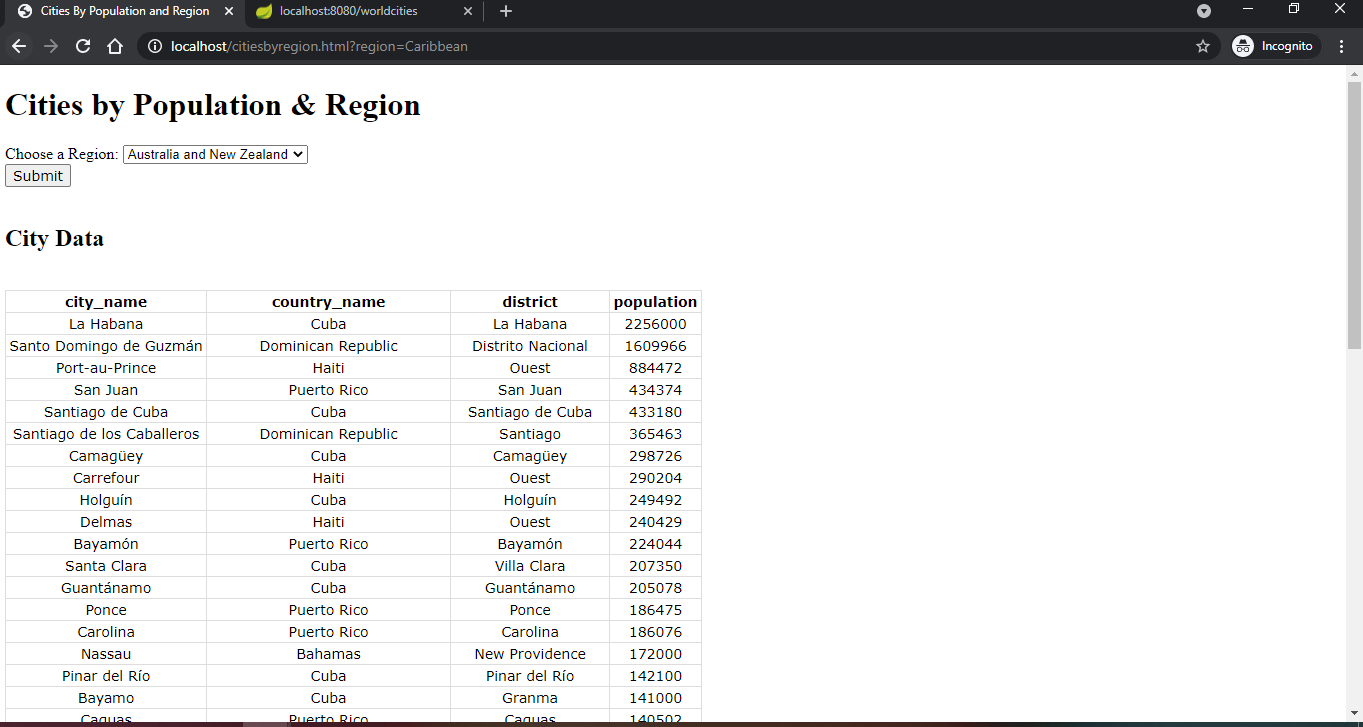 Cities By Population and Region
localhost:8080/worldcities
localhost/citiesbyregion.html?region=Caribbean
Incognito
Cities by Population & Region
Choose a Region: Australia and New Zealand
Submit
City Data
city_name country_name district population
La Habana Cuba La Habana 2256000
Santo Domingo de Guzmán Dominican Republic Distrito Nacional 1609966
Port-au-Prince Haiti Ouest 884472
San Juan Puerto Rico San Juan 434374
Santiago de Cuba Cuba Santiago de Cuba 433180
Santiago de los Caballeros Dominican Republic Santiago 365463
Camagüey Cuba Camagüey 298726
Carrefour Haiti Ouest 290204
Holguín Cuba Holguín 249492
Delmas Haiti Ouest 240429
Bayamón Puerto Rico Bayamón 224044
Santa Clara Cuba Villa Clara 207350
Guantánamo Cuba Guantánamo 205078
Ponce Puerto Rico Ponce 186475
Carolina Puerto Rico Carolina 186076
Nassau Bahamas New Providence 172000
Pinar del Río Cuba Pinar del Río 142100
Bayamo Cuba Granma 141000
Caguas Puerto Rico Caguas 140502